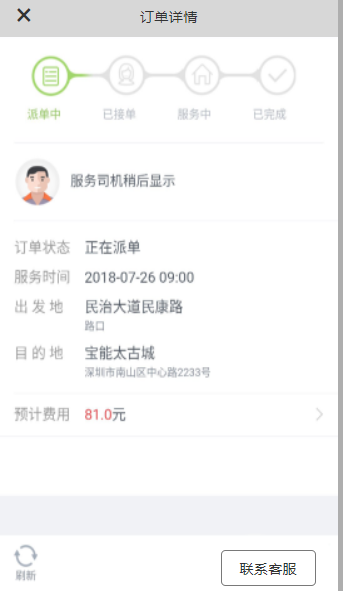 订单详情
派单中 已接单 服务中 已完成
服务司机稍后显示
订单状态 正在派单
服务时间 2018-07-26 09:00
出发地 民治大道民康路
路口
目的地 宝能太古城
深圳市南山区中心路2233号
预计费用 81.0元
刷新
联系客服